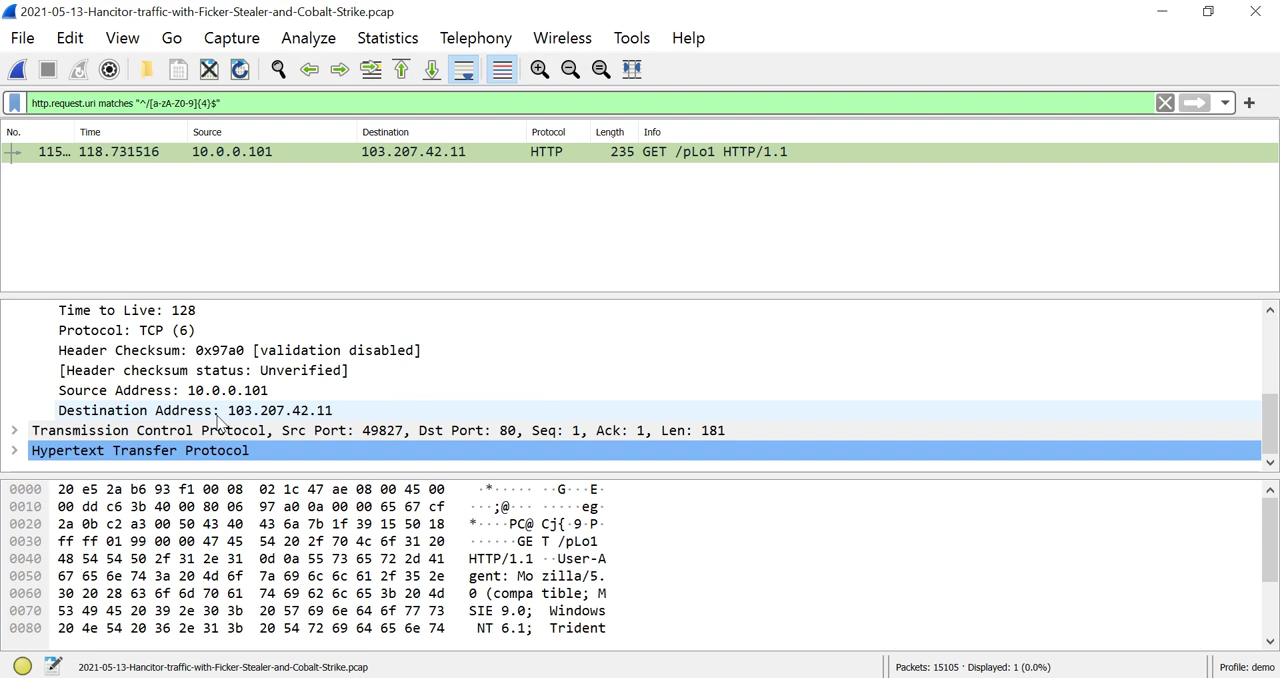 2021-05-13-Hancitor-traffic-with-Ficker-Stealer-and-Cobalt-Strike.pcap
File Edit View Go Capture Analyze Statistics Telephony Wireless Tools Help
http.request.uri matches "^/[a-zA-Z0-9]{4}$"
No. Time Source Destination Protocol Length Info
115… 118.731516 10.0.0.101 103.207.42.11 HTTP 235 GET /pLo1 HTTP/1.1
Time to Live: 128
Protocol: TCP (6)
Header Checksum: 0x97a0 [validation disabled]
[Header checksum status: Unverified]
Source Address: 10.0.0.101
Destination Address: 103.207.42.11
Transmission Control Protocol, Src Port: 49827, Dst Port: 80, Seq: 1, Ack: 1, Len: 181
Hypertext Transfer Protocol
0000 20 e5 2a b6 93 f1 00 08 02 1c 47 ae 08 00 45 00 ·*····· ··G···E·
0010 00 dd c6 3b 40 00 80 06 97 a0 0a 00 00 65 67 cf ···;@··· ·····eg·
0020 2a 0b c2 a3 00 50 43 40 43 6a 7b 1f 39 15 50 18 *····PC@ Cj{·9·P·
0030 ff ff 01 99 00 00 47 45 54 20 2f 70 4c 6f 31 20 ······GE T /pLo1
0040 48 54 54 50 2f 31 2e 31 0d 0a 55 73 65 72 2d 41 HTTP/1.1 ··User-A
0050 67 65 6e 74 3a 20 4d 6f 7a 69 6c 6c 61 2f 35 2e gent: Mo zilla/5.
0060 30 20 28 63 6f 6d 70 61 74 69 62 6c 65 3b 20 4d 0 (compa tible; M
0070 53 49 45 20 39 2e 30 3b 20 57 69 6e 64 6f 77 73 SIE 9.0; Windows
0080 20 4e 54 20 36 2e 31 3b 20 54 72 69 64 65 6e 74 NT 6.1; Trident
2021-05-13-Hancitor-traffic-with-Ficker-Stealer-and-Cobalt-Strike.pcap Packets: 15105 · Displayed: 1 (0.0%) Profile: demo